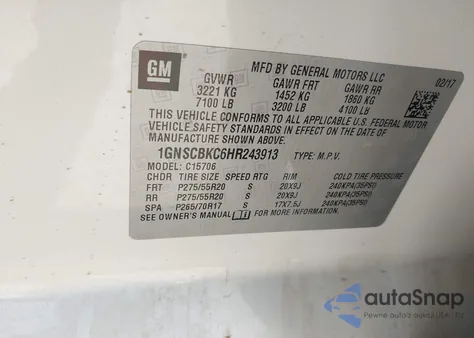 GM
MFD BY GENERAL MOTORS LLC
02/17
GVWR GAWR FRT GAWR RR
3221 KG 1452 KG 1860 KG
7100 LB 3200 LB 4100 LB
THIS VEHICLE CONFORMS TO ALL APPLICABLE U.S. FEDERAL MOTOR
VEHICLE SAFETY STANDARDS IN EFFECT ON THE DATE OF
MANUFACTURE SHOWN ABOVE.
1GNSCBKC6HR243913 TYPE: M.P.V.
MODEL: C15706
CHDR TIRE SIZE SPEED RTG RIM COLD TIRE PRESSURE
FRT P275/55R20 S 20X9J 240KPA(35PSI)
RR P275/55R20 S 20X9J 240KPA(35PSI)
SPA P265/70R17 S 17X7.5J 240KPA(35PSI)
SEE OWNER'S MANUAL FOR MORE INFORMATION.
autoSnap
Pewne auto z USA